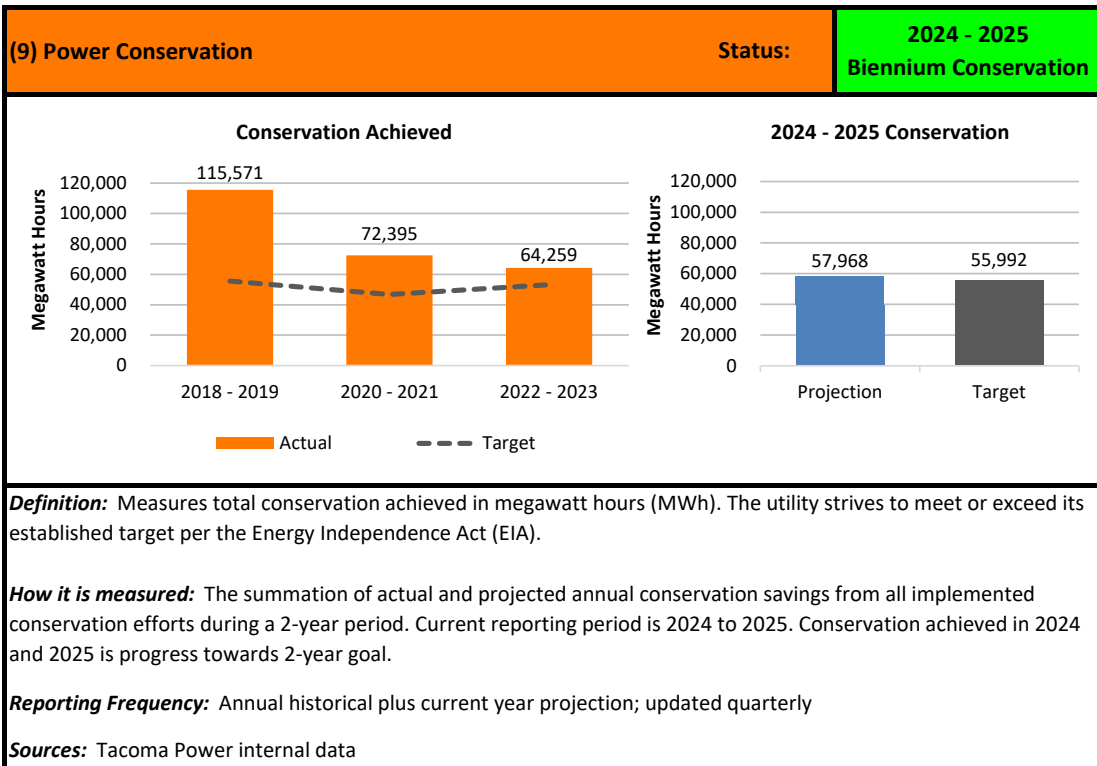 (9) Power Conservation
Status:
2024 - 2025
Biennium Conservation
Conservation Achieved
Megawatt Hours
120,000
100,000
80,000
60,000
40,000
20,000
0
115,571
72,395
64,259
2018 - 2019
2020 - 2021
2022 - 2023
Actual
Target
2024 - 2025 Conservation
Megawatt Hours
120,000
100,000
80,000
60,000
40,000
20,000
0
57,968
55,992
Projection
Target
Definition: Measures total conservation achieved in megawatt hours (MWh). The utility strives to meet or exceed its
established target per the Energy Independence Act (EIA).
How it is measured: The summation of actual and projected annual conservation savings from all implemented
conservation efforts during a 2-year period. Current reporting period is 2024 to 2025. Conservation achieved in 2024
and 2025 is progress towards 2-year goal.
Reporting Frequency: Annual historical plus current year projection; updated quarterly
Sources: Tacoma Power internal data